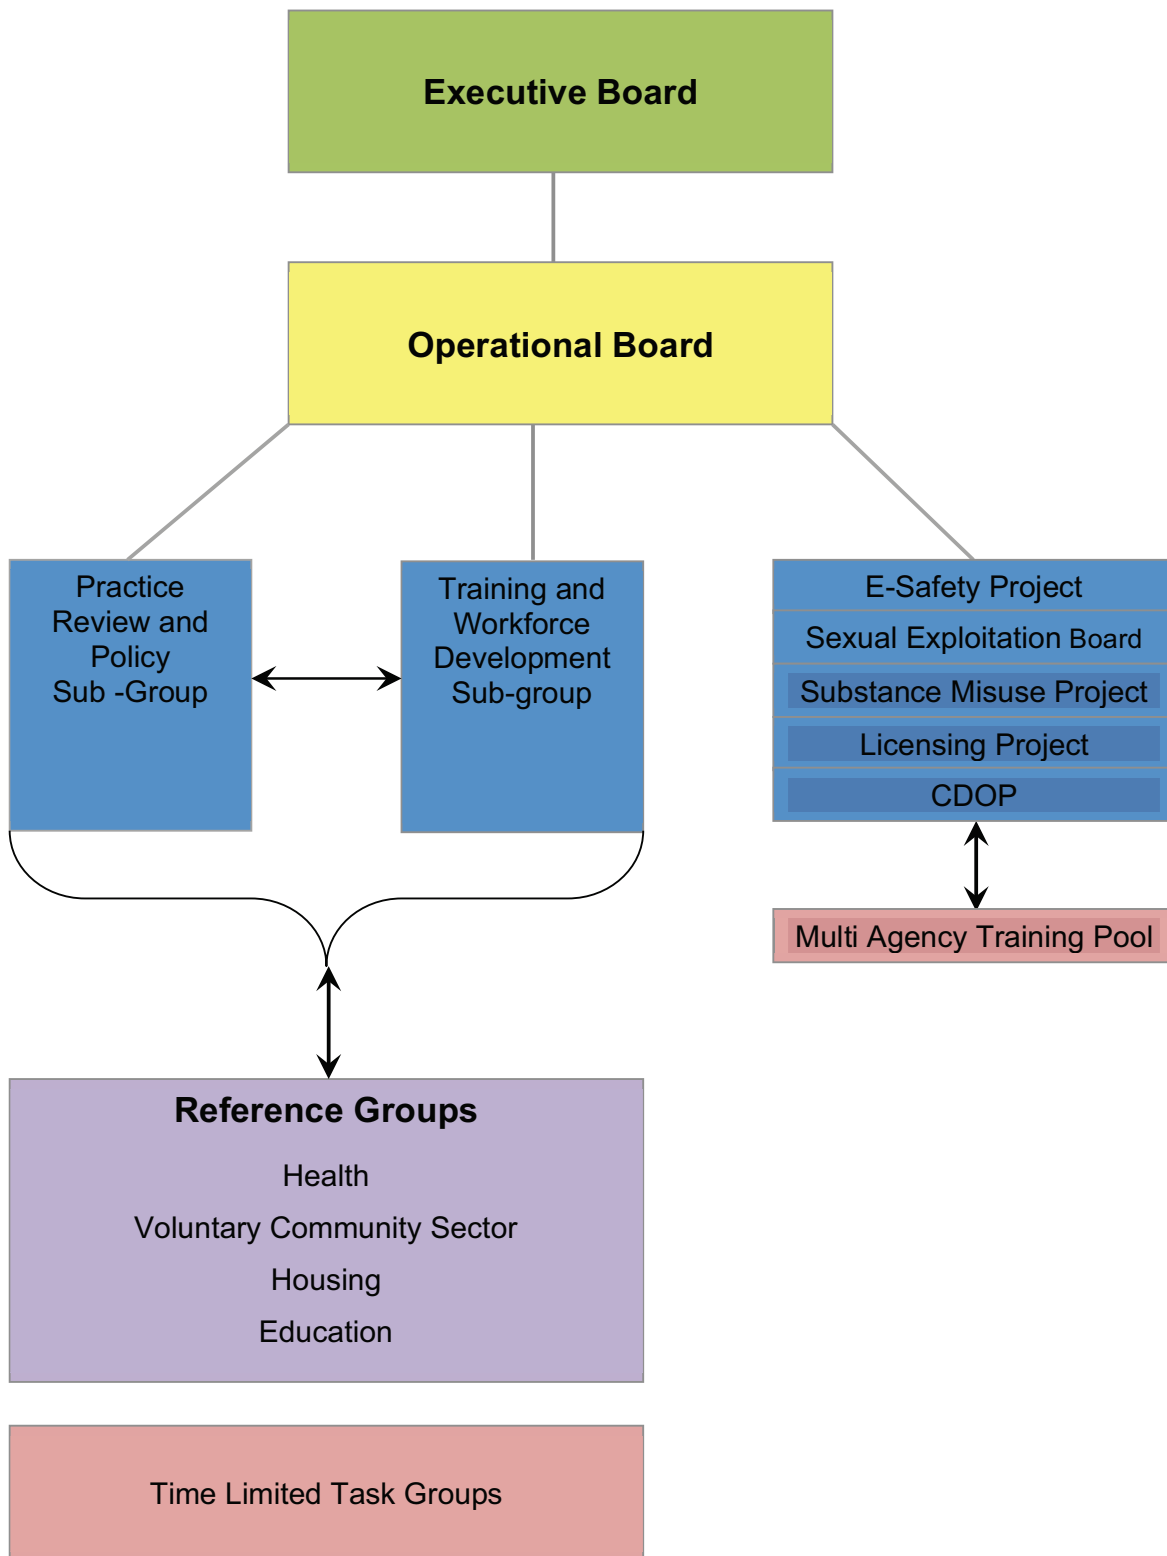 Executive Board
Operational Board
Practice
Review and
Policy
Sub -Group
Training and
Workforce
Development
Sub-group
E-Safety Project
Sexual Exploitation Board
Substance Misuse Project
Licensing Project
CDOP
Multi Agency Training Pool
Reference Groups
Health
Voluntary Community Sector
Housing
Education
Time Limited Task Groups